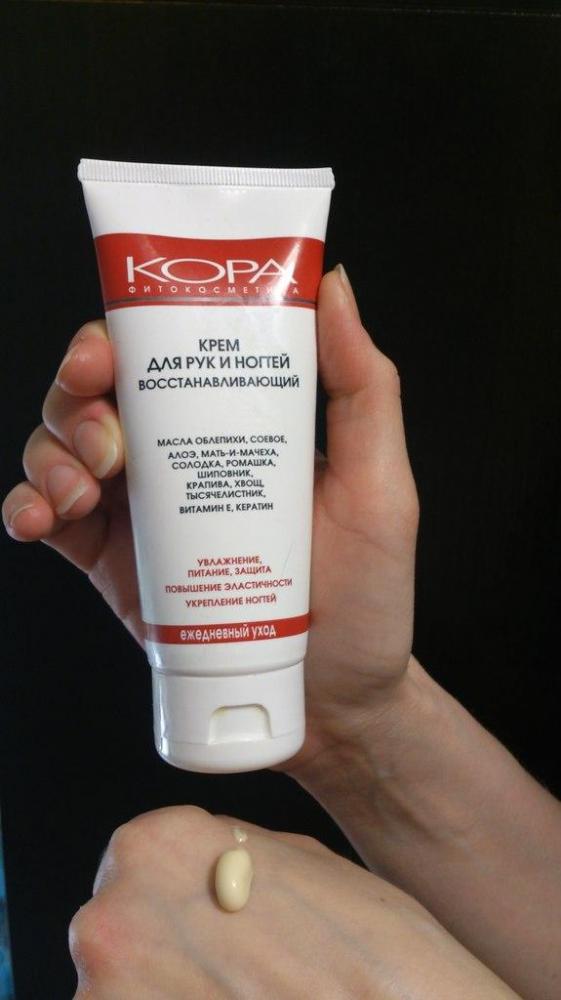 КОРА
ФИТОКОСМЕТИКА
КРЕМ
ДЛЯ РУК И НОГТЕЙ
ВОССТАНАВЛИВАЮЩИЙ
МАСЛА ОБЛЕПИХИ, СОЕВОЕ,
АЛОЭ, МАТЬ-И-МАЧЕХА,
СОЛОДКА, РОМАШКА,
ШИПОВНИК,
КРАПИВА, ХВОЩ,
ТЫСЯЧЕЛИСТНИК,
ВИТАМИН Е, КЕРАТИН
УВЛАЖНЕНИЕ,
ПИТАНИЕ, ЗАЩИТА
ПОВЫШЕНИЕ ЭЛАСТИЧНОСТИ
УКРЕПЛЕНИЕ НОГТЕЙ
ежедневный уход